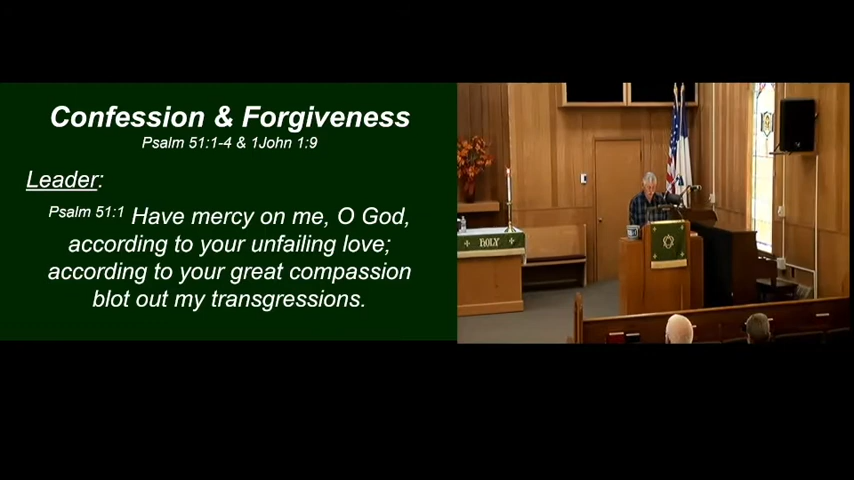 Confession & Forgiveness
Psalm 51:1-4 & 1John 1:9
Leader:
Psalm 51:1 Have mercy on me, O God,
according to your unfailing love;
according to your great compassion
blot out my transgressions.
HOLY